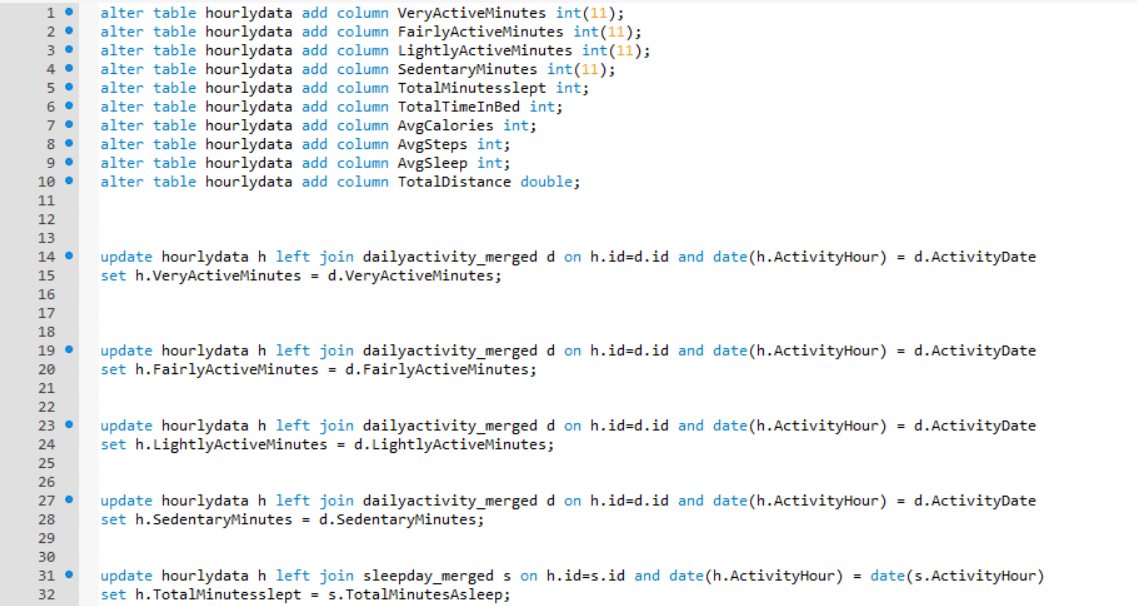 1 alter table hourlydata add column VeryActiveMinutes int(11);
2 alter table hourlydata add column FairlyActiveMinutes int(11);
3 alter table hourlydata add column LightlyActiveMinutes int(11);
4 alter table hourlydata add column SedentaryMinutes int(11);
5 alter table hourlydata add column TotalMinutesslept int;
6 alter table hourlydata add column TotalTimeInBed int;
7 alter table hourlydata add column AvgCalories int;
8 alter table hourlydata add column AvgSteps int;
9 alter table hourlydata add column AvgSleep int;
10 alter table hourlydata add column TotalDistance double;
11
12
13
14 update hourlydata h left join dailyactivity_merged d on h.id=d.id and date(h.ActivityHour) = d.ActivityDate
15 set h.VeryActiveMinutes = d.VeryActiveMinutes;
16
17
18
19 update hourlydata h left join dailyactivity_merged d on h.id=d.id and date(h.ActivityHour) = d.ActivityDate
20 set h.FairlyActiveMinutes = d.FairlyActiveMinutes;
21
22
23 update hourlydata h left join dailyactivity_merged d on h.id=d.id and date(h.ActivityHour) = d.ActivityDate
24 set h.LightlyActiveMinutes = d.LightlyActiveMinutes;
25
26
27 update hourlydata h left join dailyactivity_merged d on h.id=d.id and date(h.ActivityHour) = d.ActivityDate
28 set h.SedentaryMinutes = d.SedentaryMinutes;
29
30
31 update hourlydata h left join sleepday_merged s on h.id=s.id and date(h.ActivityHour) = date(s.ActivityHour)
32 set h.TotalMinutesslept = s.TotalMinutesAsleep;